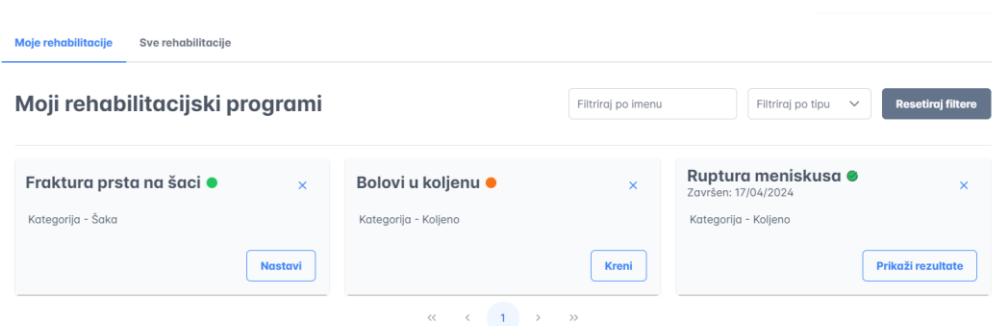 Moje rehabilitacije Sve rehabilitacije
Moji rehabilitacijski programi Filtriraj po imenu Filtriraj po tipu Resetiraj filtere
Fraktura prsta na šaci
Kategorija - Šaka
Nastavi
Bolovi u koljenu
Kategorija - Koljeno
Kreni
Ruptura meniskusa
Završen: 17/04/2024
Kategorija - Koljeno
Prikaži rezultate
<< < 1 > >>